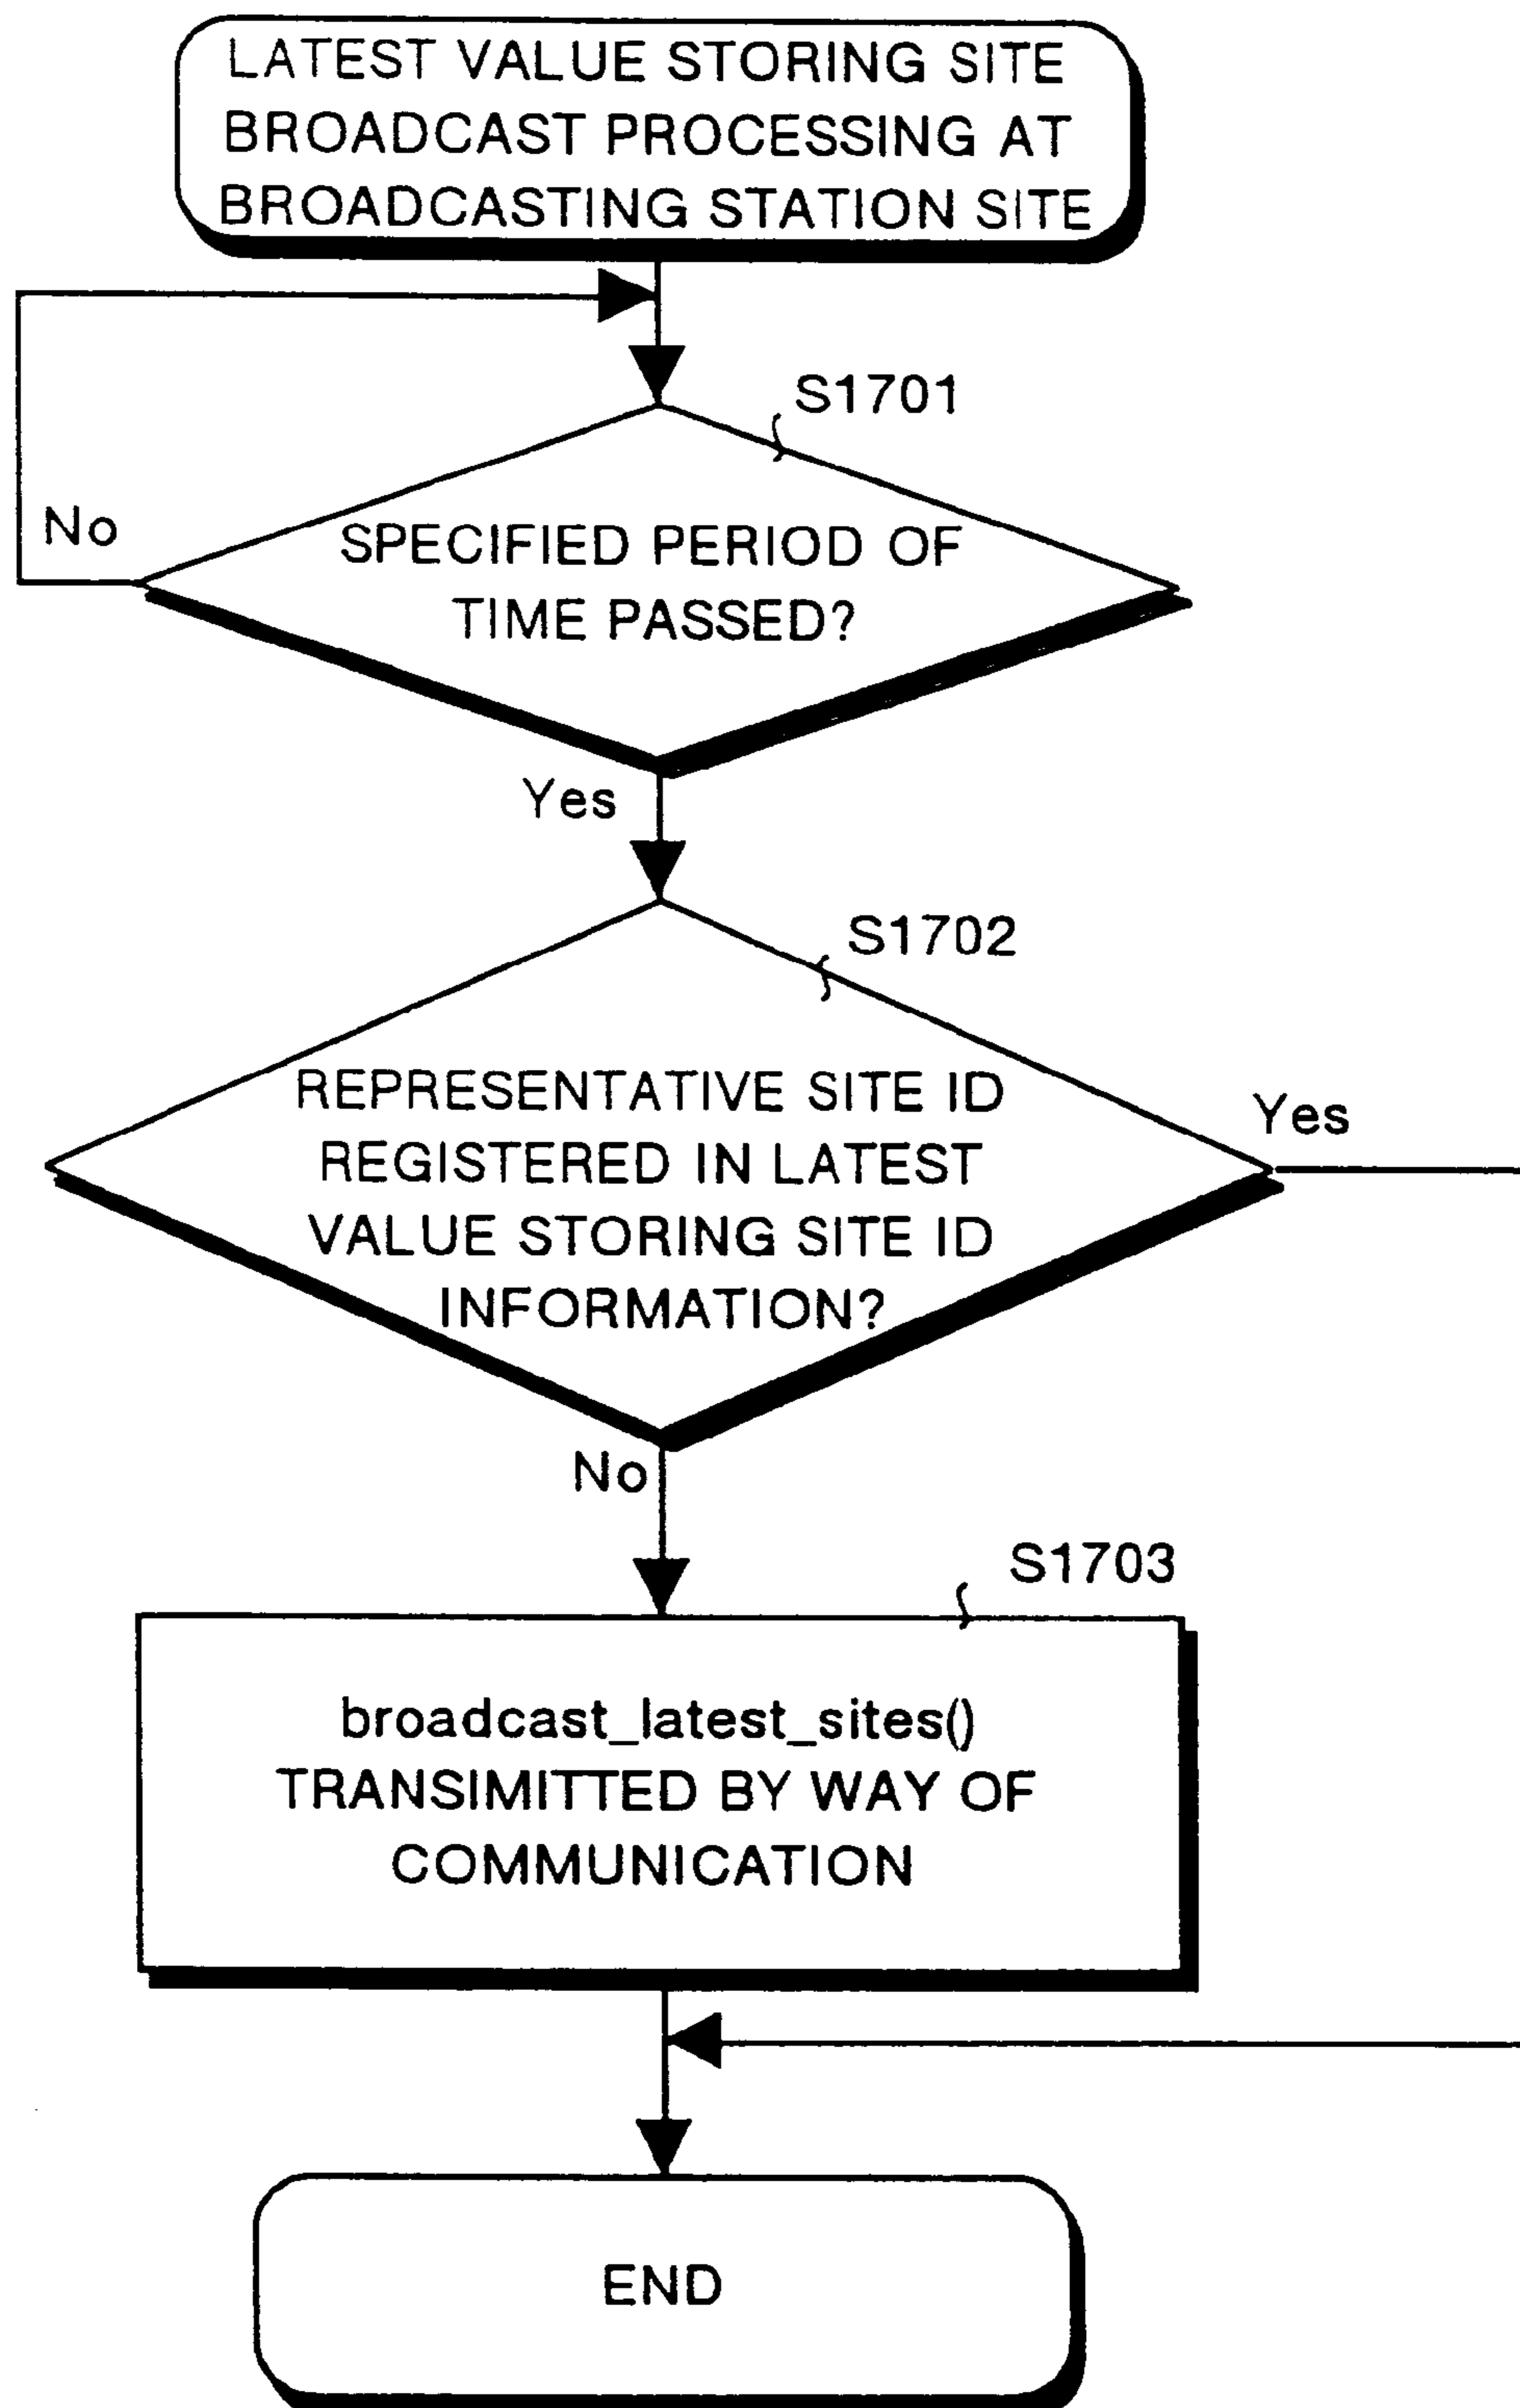 LATEST VALUE STORING SITE
BROADCAST PROCESSING AT
BROADCASTING STATION SITE
S1701
No
SPECIFIED PERIOD OF
TIME PASSED?
Yes
S1702
REPRESENTATIVE SITE ID
REGISTERED IN LATEST
VALUE STORING SITE ID
INFORMATION?
Yes
No
S1703
broadcast_latest_sites()
TRANSIMITTED BY WAY OF
COMMUNICATION
END